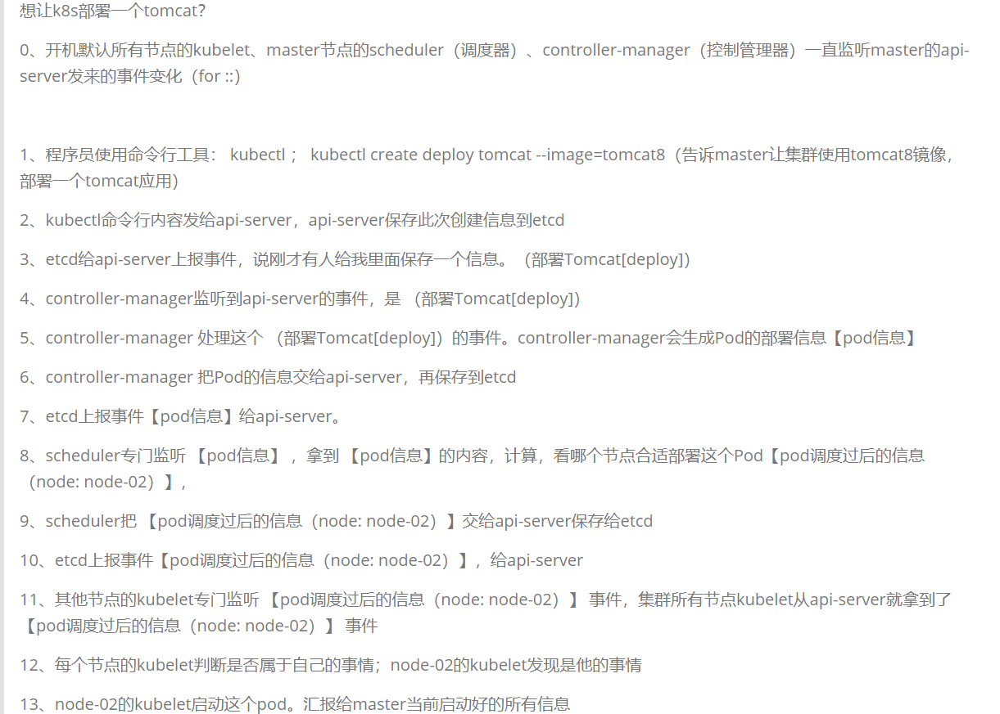 想让k8s部署一个tomcat?
0、开机默认所有节点的kubelet、master节点的scheduler（调度器）、controller-manager（控制管理器）一直监听master的api-
server发来的事件变化（for ::）
1、程序员使用命令行工具： kubectl ； kubectl create deploy tomcat --image=tomcat8（告诉master让集群使用tomcat8镜像，
部署一个tomcat应用）
2、kubectl命令行内容发给api-server，api-server保存此次创建信息到etcd
3、etcd给api-server上报事件，说刚才有人给我里面保存一个信息。（部署Tomcat[deploy]）
4、controller-manager监听到api-server的事件，是 （部署Tomcat[deploy]）
5、controller-manager 处理这个 （部署Tomcat[deploy]）的事件。controller-manager会生成Pod的部署信息【pod信息】
6、controller-manager 把Pod的信息交给api-server，再保存到etcd
7、etcd上报事件【pod信息】给api-server。
8、scheduler专门监听 【pod信息】 ，拿到 【pod信息】的内容，计算，看哪个节点合适部署这个Pod【pod调度过后的信息
（node: node-02）】，
9、scheduler把 【pod调度过后的信息（node: node-02）】交给api-server保存给etcd
10、etcd上报事件【pod调度过后的信息（node: node-02）】，给api-server
11、其他节点的kubelet专门监听 【pod调度过后的信息（node: node-02）】 事件，集群所有节点kubelet从api-server就拿到了
【pod调度过后的信息（node: node-02）】 事件
12、每个节点的kubelet判断是否属于自己的事情；node-02的kubelet发现是他的事情
13、node-02的kubelet启动这个pod。汇报给master当前启动好的所有信息